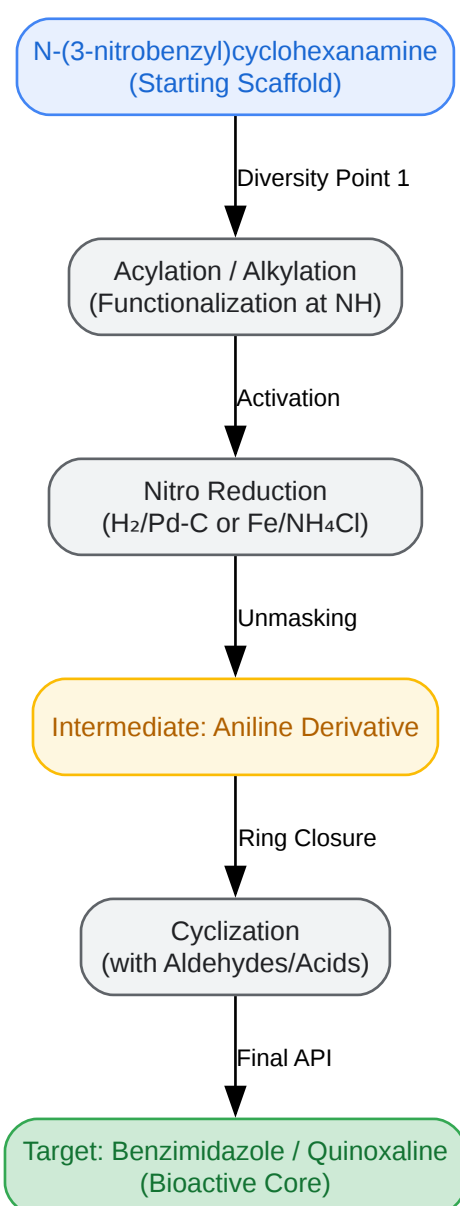 N-(3-nitrobenzyl)cyclohexanamine
(Starting Scaffold)
Diversity Point 1
Acylation / Alkylation
(Functionalization at NH)
Activation
Nitro Reduction
(H₂/Pd-C or Fe/NH₄Cl)
Unmasking
Intermediate: Aniline Derivative
Ring Closure
Cyclization
(with Aldehydes/Acids)
Final API
Target: Benzimidazole / Quinoxaline
(Bioactive Core)